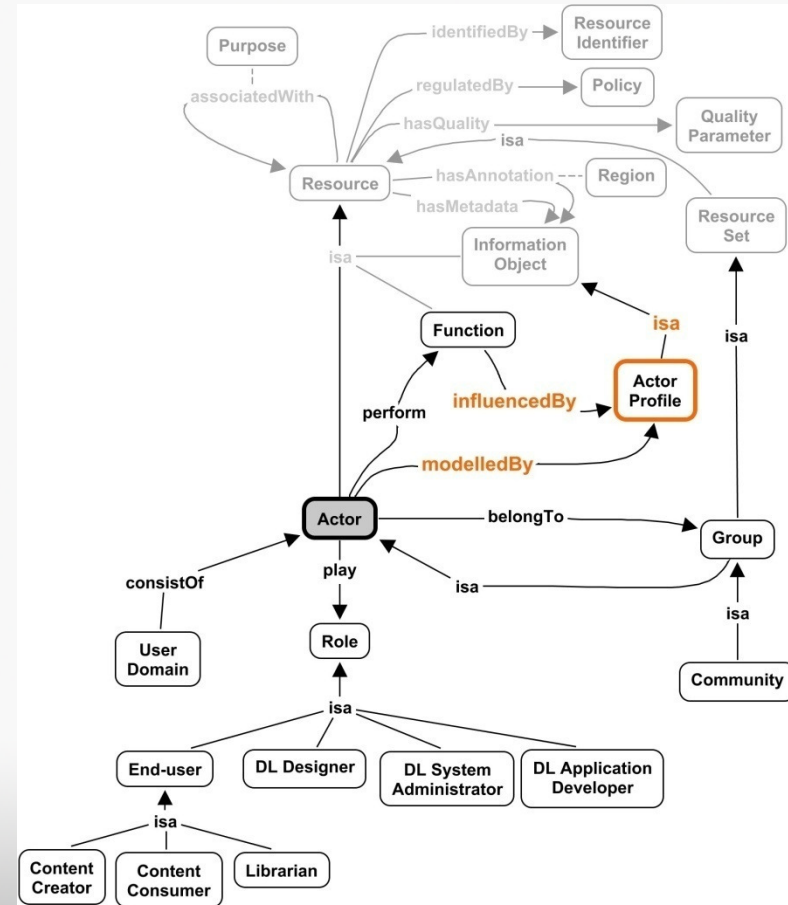 identifiedBy
Resource
Identifier
Purpose
regulatedBy
Policy
associatedWith
hasQuality
Quality
Parameter
isa
Resource
hasAnnotation
Region
hasMetadata
Resource
Set
isa
Information
Object
Function
isa
isa
perform
influencedBy
Actor
Profile
modelledBy
Actor
belongTo
Group
consistOf
play
isa
isa
User
Domain
Role
Community
isa
End-user
DL Designer
DL System
Administrator
DL Application
Developer
isa
Content
Creator
Content
Consumer
Librarian